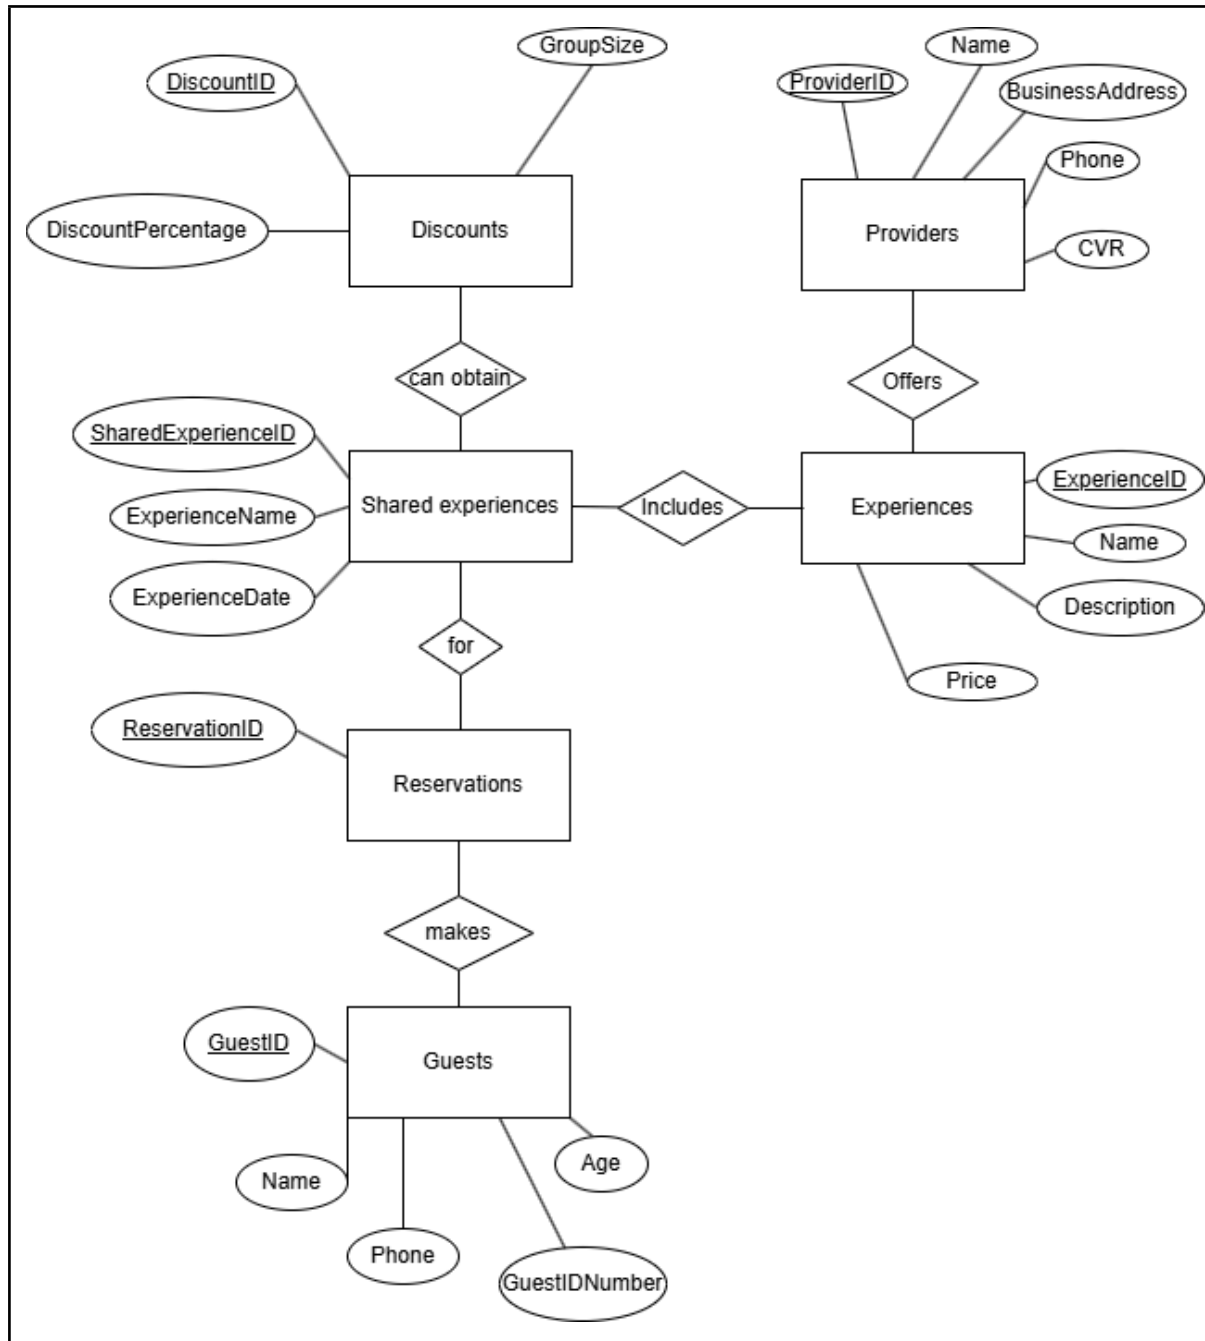 GroupSize
Name
DiscountID
ProviderID
BusinessAddress
Phone
DiscountPercentage
Discounts
Providers
CVR
can obtain
Offers
SharedExperienceID
ExperienceName
Shared experiences
Includes
Experiences
ExperienceID
Name
ExperienceDate
Description
for
Price
ReservationID
Reservations
makes
GuestID
Guests
Name
Age
Phone
GuestIDNumber